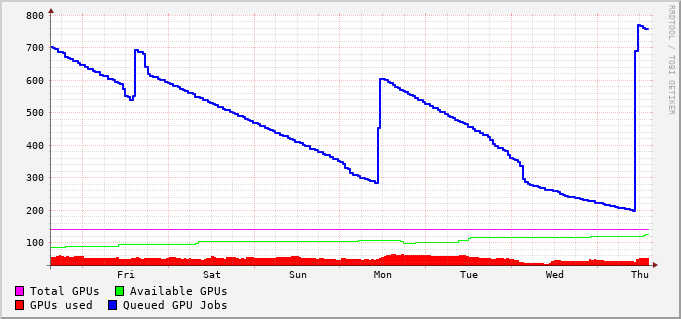 800
700
600
500
400
300
200
100
Fri Sat Sun Mon Tue Wed Thu
Total GPUs Available GPUs
GPUs used Queued GPU Jobs
RRDTOOL / TOBI OETIKER